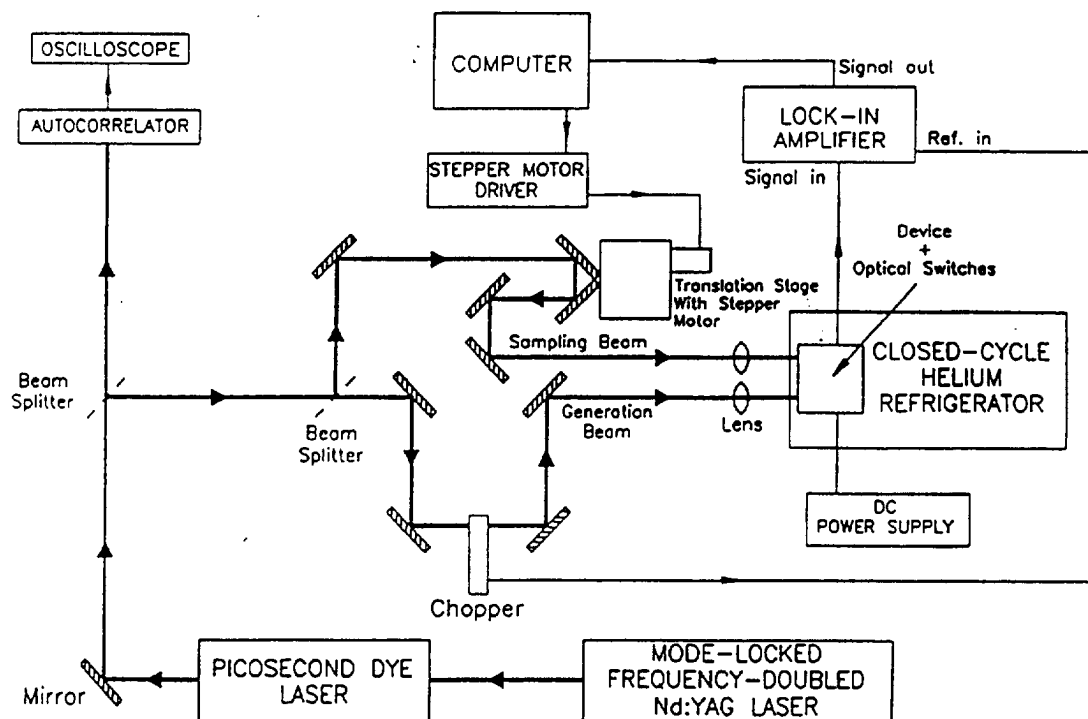 OSCILLOSCOPE
AUTOCORRELATOR
COMPUTER
Signal out
LOCK-IN
AMPLIFIER
Ref. in
Signal in
STEPPER MOTOR
DRIVER
Device
+
Optical Switches
Translation Stage
With Stepper
Motor
Sampling Beam
CLOSED-CYCLE
HELIUM
REFRIGERATOR
Beam
Splitter
Beam
Splitter
Generation
Beam
Lens
DC
POWER SUPPLY
Chopper
Mirror
PICOSECOND DYE
LASER
MODE-LOCKED
FREQUENCY-DOUBLED
Nd:YAG LASER